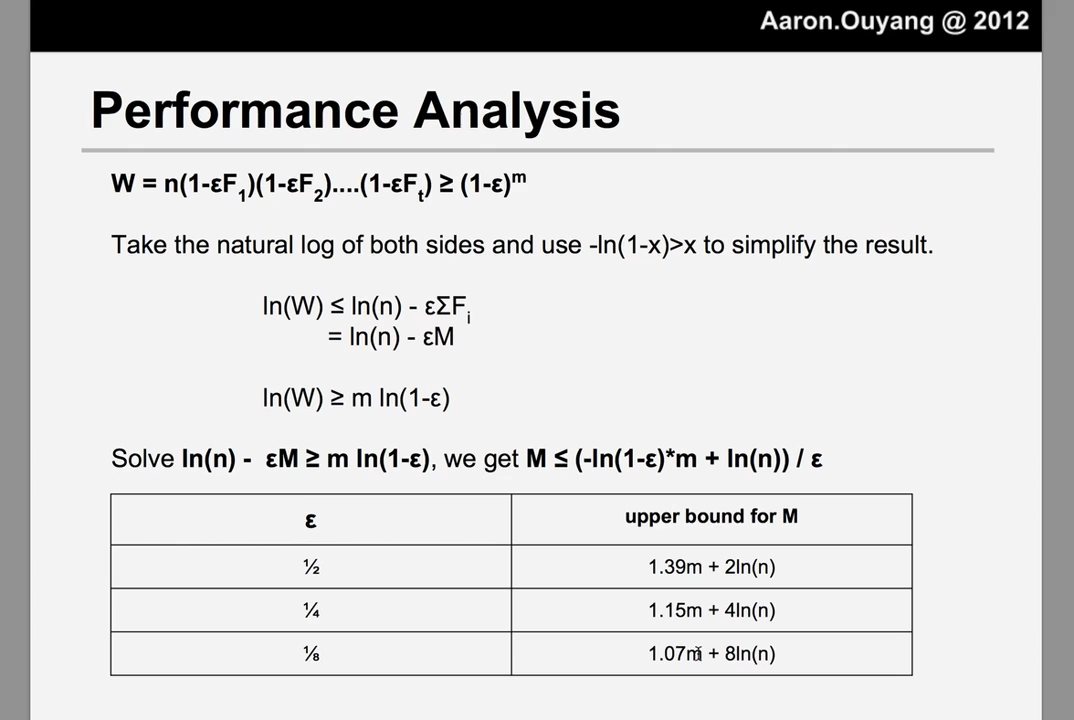 Aaron.Ouyang @ 2012
Performance Analysis
W = n(1-εF₁)(1-εF₂)....(1-εFₜ) ≥ (1-ε)ᵐ
Take the natural log of both sides and use -ln(1-x)>x to simplify the result.
ln(W) ≤ ln(n) - εΣFᵢ
= ln(n) - εM
ln(W) ≥ m ln(1-ε)
Solve ln(n) - εM ≥ m ln(1-ε), we get M ≤ (-ln(1-ε)*m + ln(n)) / ε
ε upper bound for M
½ 1.39m + 2ln(n)
¼ 1.15m + 4ln(n)
⅛ 1.07m + 8ln(n)